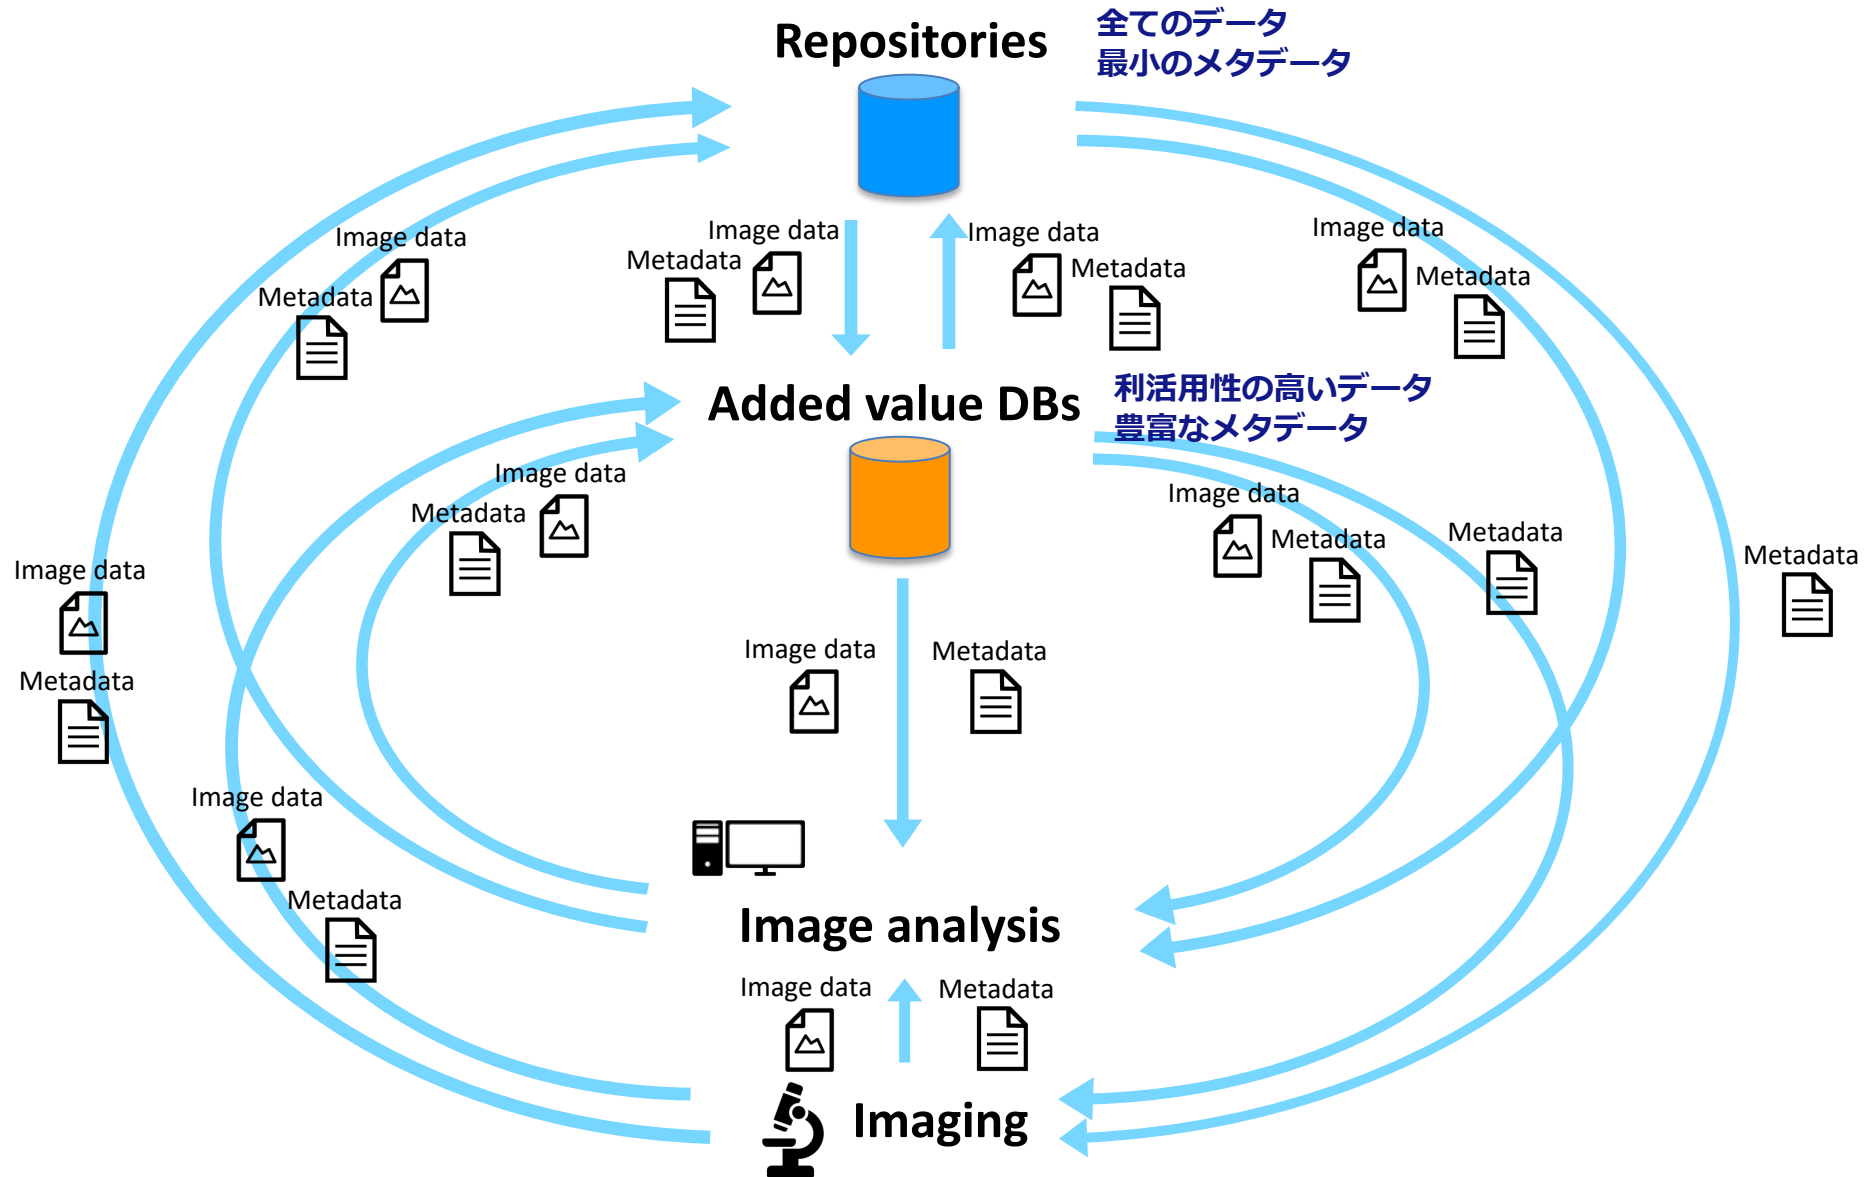 Repositories
全てのデータ
最小のメタデータ
Image data
Metadata
Image data
Metadata
Image data
Metadata
Image data
Metadata
Added value DBs
利活用性の高いデータ
豊富なメタデータ
Image data
Metadata
Image data
Metadata
Metadata
Metadata
Image data
Metadata
Image data
Metadata
Image data
Metadata
Image analysis
Image data
Metadata
Imaging